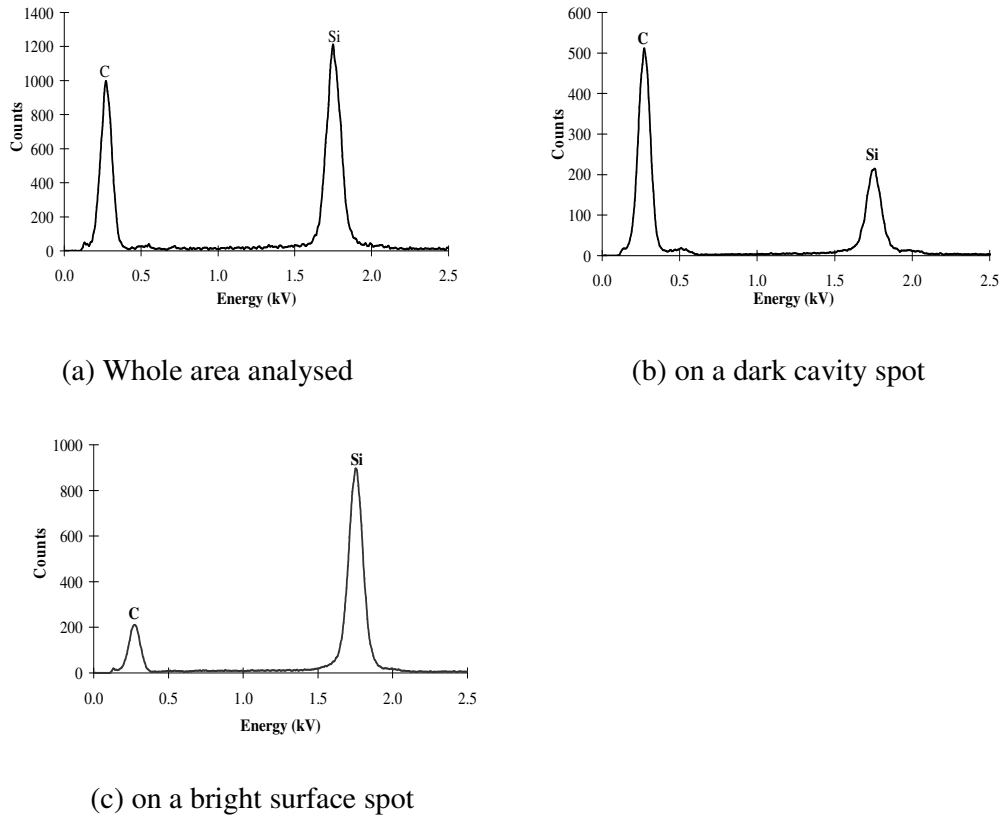 1400
1200
1000
800
600
400
200
0
Counts
C
Si
0.0 0.5 1.0 1.5 2.0 2.5
Energy (kV)
(a) Whole area analysed
600
500
400
300
200
100
0
Counts
C
Si
0.0 0.5 1.0 1.5 2.0 2.5
Energy (kV)
(b) on a dark cavity spot
1000
800
600
400
200
0
Counts
C
Si
0.0 0.5 1.0 1.5 2.0 2.5
Energy (kV)
(c) on a bright surface spot